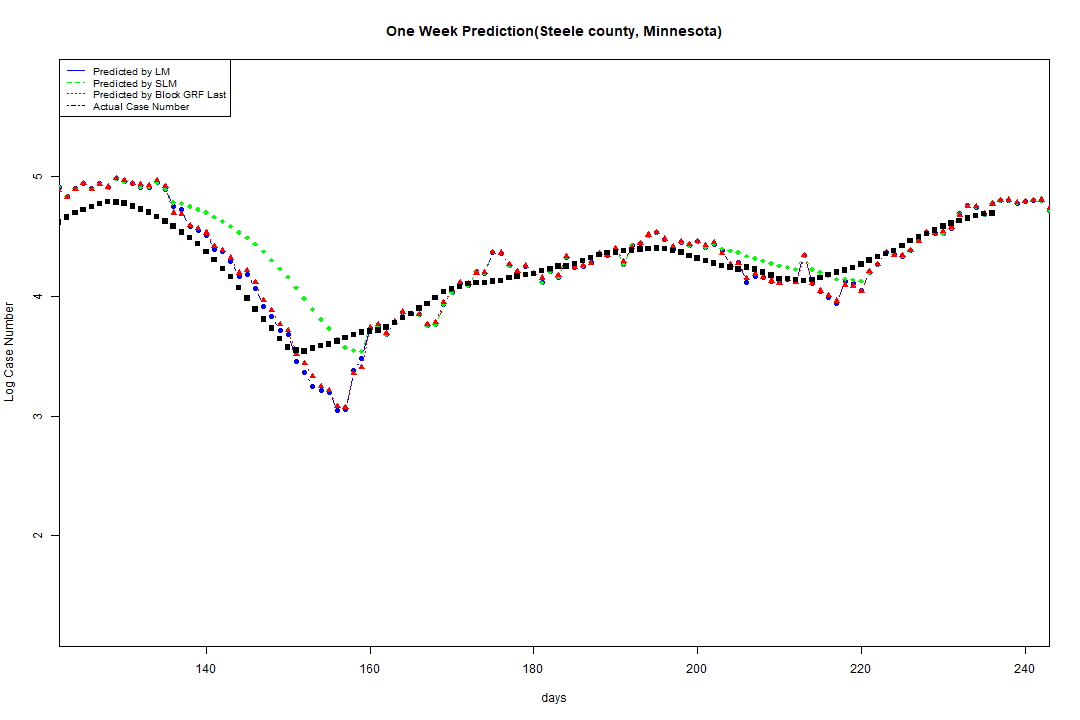 One Week Prediction(Steele county, Minnesota)
Predicted by LM
Predicted by SLM
Predicted by Block GRF Last
Actual Case Number
5
4
3
2
Log Case Number
140 160 180 200 220 240
days